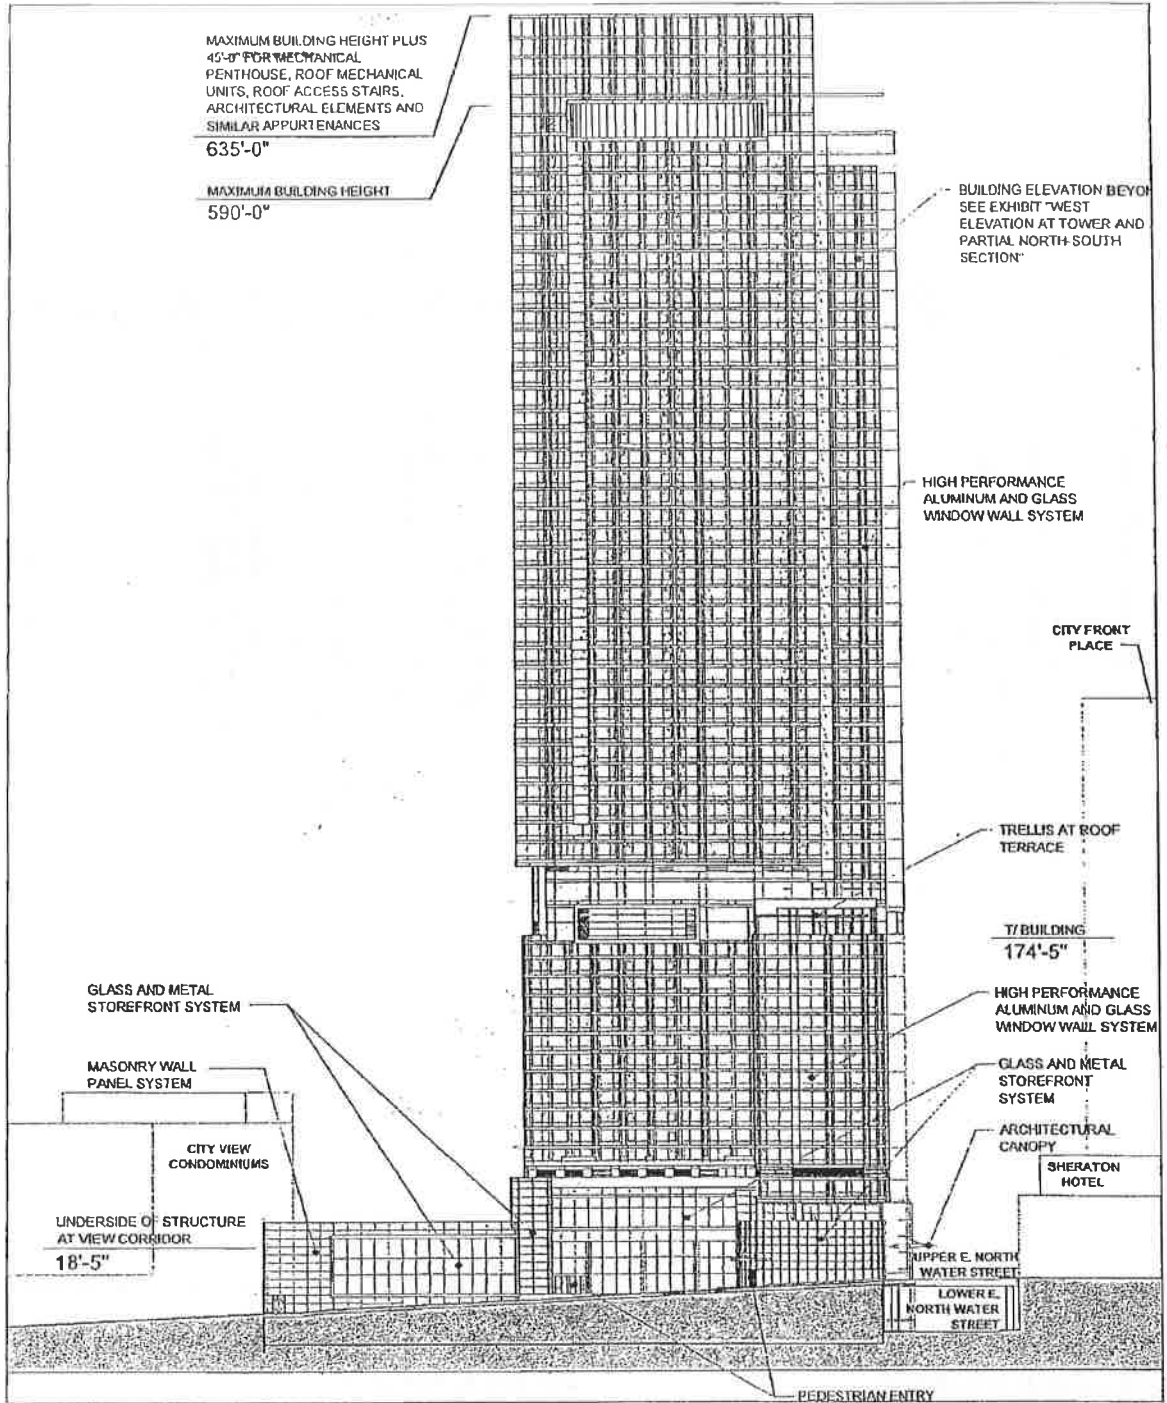 MAXIMUM BUILDING HEIGHT PLUS
45'-0" FOR MECHANICAL
PENTHOUSE, ROOF MECHANICAL
UNITS, ROOF ACCESS STAIRS,
ARCHITECTURAL ELEMENTS AND
SIMILAR APPURTENANCES
635'-0"
MAXIMUM BUILDING HEIGHT
590'-0"
BUILDING ELEVATION BEYO
SEE EXHIBIT "WEST
ELEVATION AT TOWER AND
PARTIAL NORTH-SOUTH
SECTION"
HIGH PERFORMANCE
ALUMINUM AND GLASS
WINDOW WALL SYSTEM
CITY FRONT
PLACE
TRELLIS AT ROOF
TERRACE
T/ BUILDING
174'-5"
GLASS AND METAL
STOREFRONT SYSTEM
HIGH PERFORMANCE
ALUMINUM AND GLASS
WINDOW WALL SYSTEM
MASONRY WALL
PANEL SYSTEM
GLASS AND METAL
STOREFRONT
SYSTEM
ARCHITECTURAL
CANOPY
CITY VIEW
CONDOMINIUMS
SHERATON
HOTEL
UNDERSIDE OF STRUCTURE
AT VIEW CORRIDOR
18'-5"
UPPER E. NORTH
WATER STREET
LOWER E.
NORTH WATER
STREET
PEDESTRIAN ENTRY